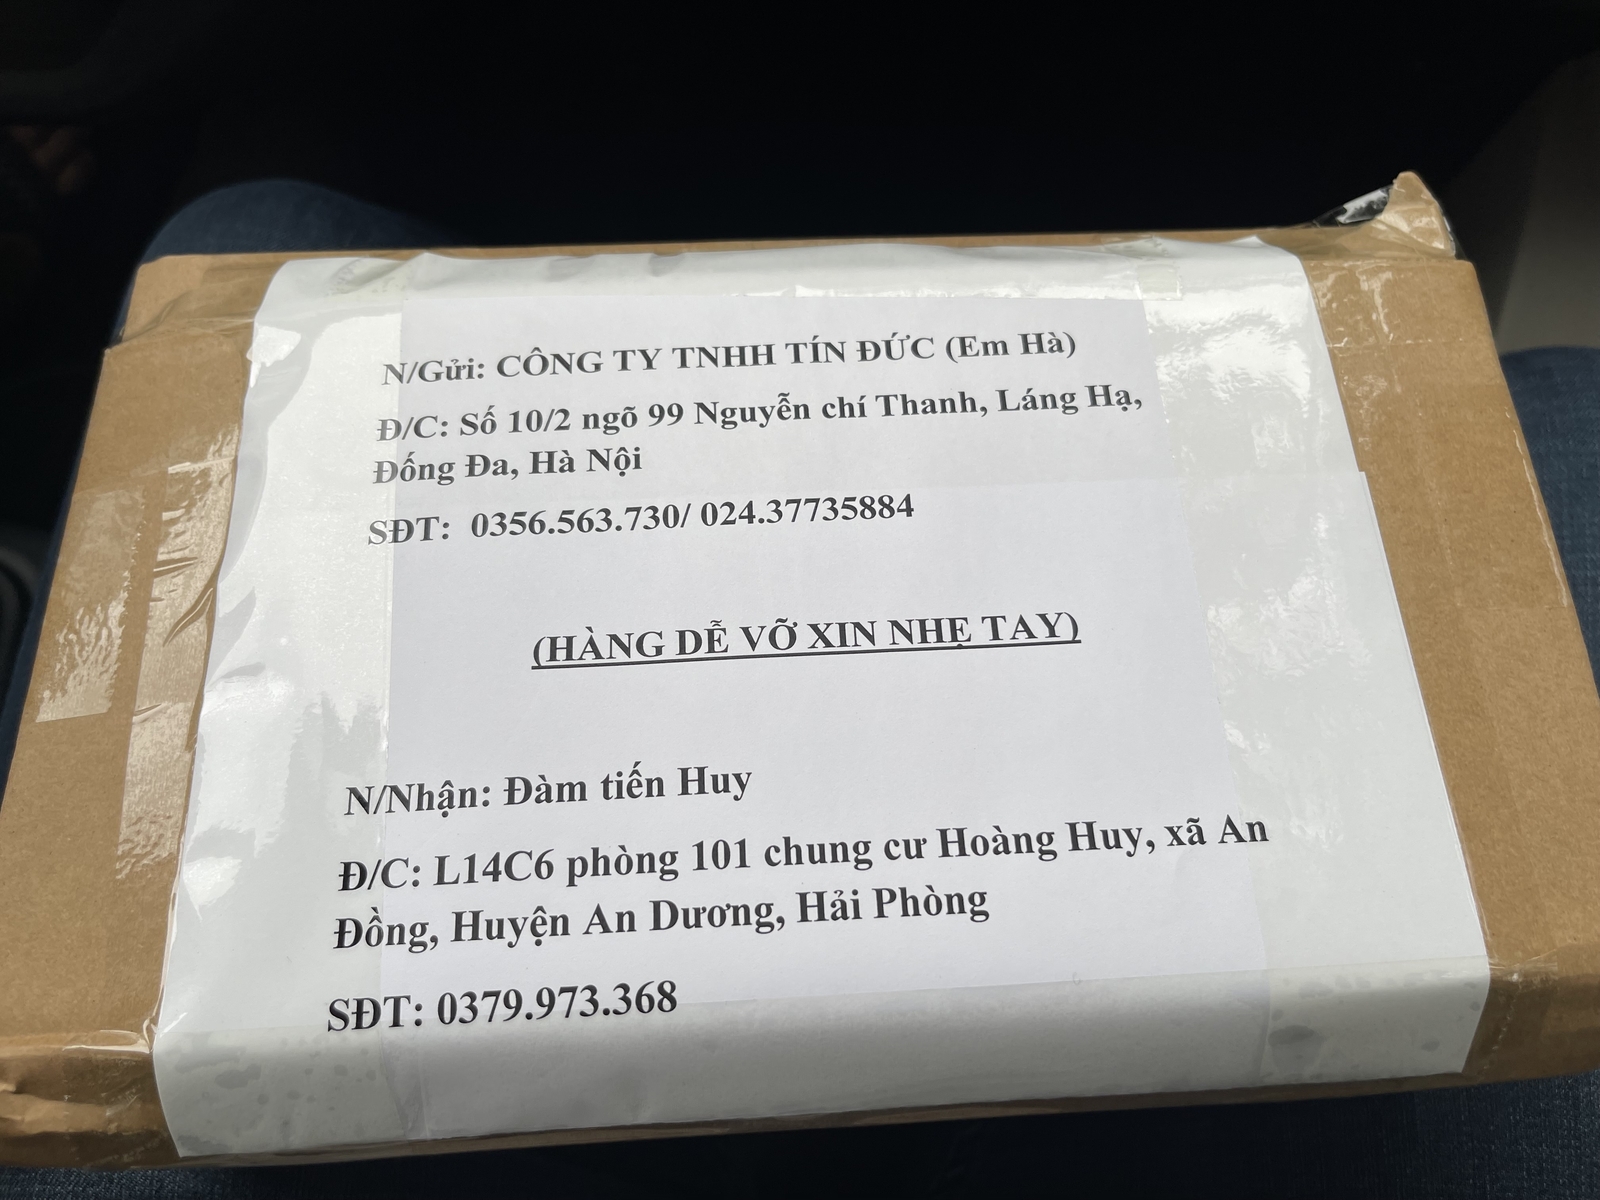 N/Gửi: CÔNG TY TNHH TÍN ĐỨC (Em Hà)
Đ/C: Số 10/2 ngõ 99 Nguyễn chí Thanh, Láng Hạ,
Đống Đa, Hà Nội
SĐT: 0356.563.730/ 024.37735884
(HÀNG DỄ VỠ XIN NHẸ TAY)
N/Nhận: Đàm tiến Huy
Đ/C: L14C6 phòng 101 chung cư Hoàng Huy, xã An
Đồng, Huyện An Dương, Hải Phòng
SĐT: 0379.973.368